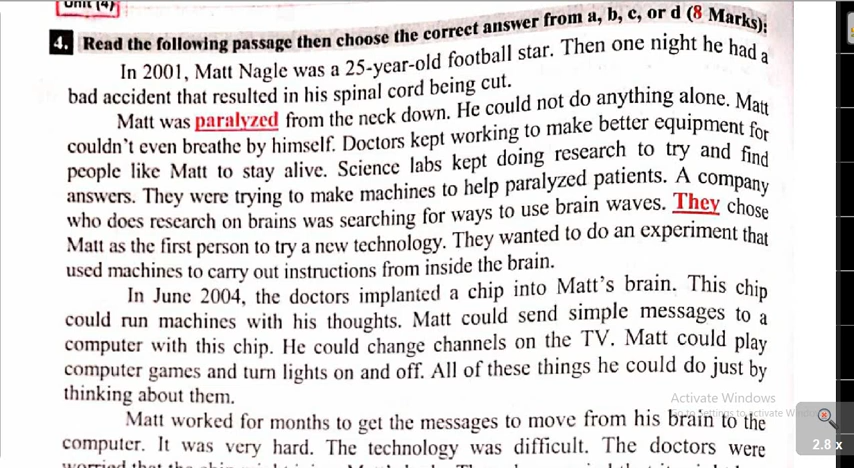 Unit (4)
4. Read the following passage then choose the correct answer from a, b, c, or d (8 Marks):
In 2001, Matt Nagle was a 25-year-old football star. Then one night he had a
bad accident that resulted in his spinal cord being cut.
Matt was paralyzed from the neck down. He could not do anything alone. Matt
couldn't even breathe by himself. Doctors kept working to make better equipment for
people like Matt to stay alive. Science labs kept doing research to try and find
answers. They were trying to make machines to help paralyzed patients. A company
who does research on brains was searching for ways to use brain waves. They chose
Matt as the first person to try a new technology. They wanted to do an experiment that
used machines to carry out instructions from inside the brain.
In June 2004, the doctors implanted a chip into Matt's brain. This chip
could run machines with his thoughts. Matt could send simple messages to a
computer with this chip. He could change channels on the TV. Matt could play
computer games and turn lights on and off. All of these things he could do just by
thinking about them.
Activate Windows
Go to Settings to activate Windows
Matt worked for months to get the messages to move from his brain to the
computer. It was very hard. The technology was difficult. The doctors were
2.8 x